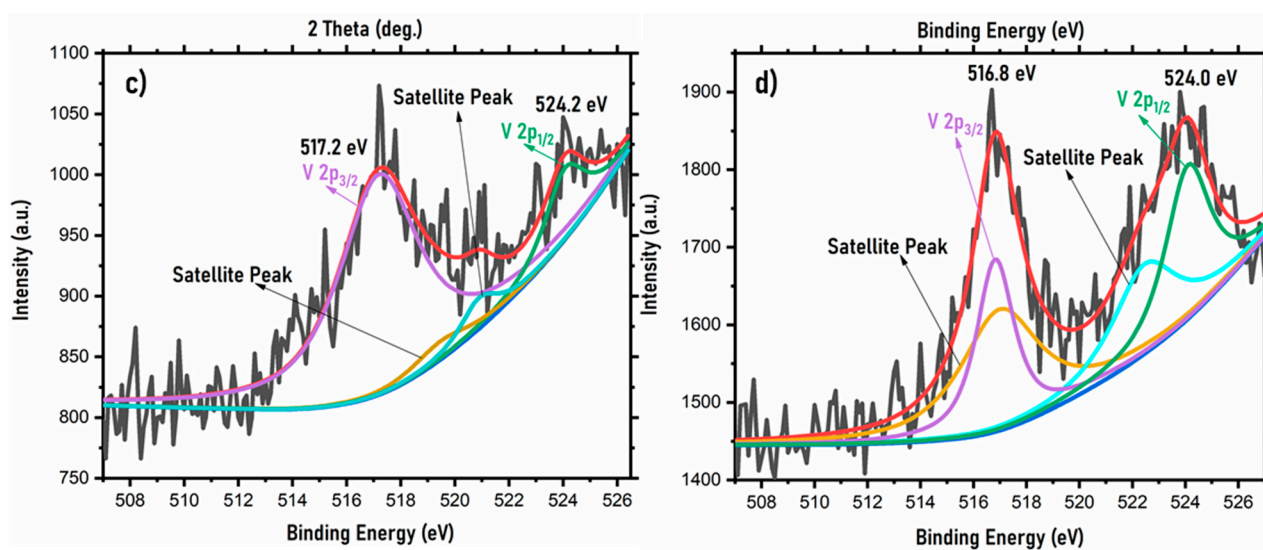 2 Theta (deg.)
Binding Energy (eV)
c)
1100
1050
1000
950
900
850
800
750
Intensity (a.u.)
517.2 eV
V 2p3/2
Satellite Peak
524.2 eV
V 2p1/2
Satellite Peak
508 510 512 514 516 518 520 522 524 526
Binding Energy (eV)
d)
1900
1800
1700
1600
1500
1400
Intensity (a.u.)
516.8 eV
V 2p3/2
524.0 eV
V 2p1/2
Satellite Peak
Satellite Peak
508 510 512 514 516 518 520 522 524 526
Binding Energy (eV)